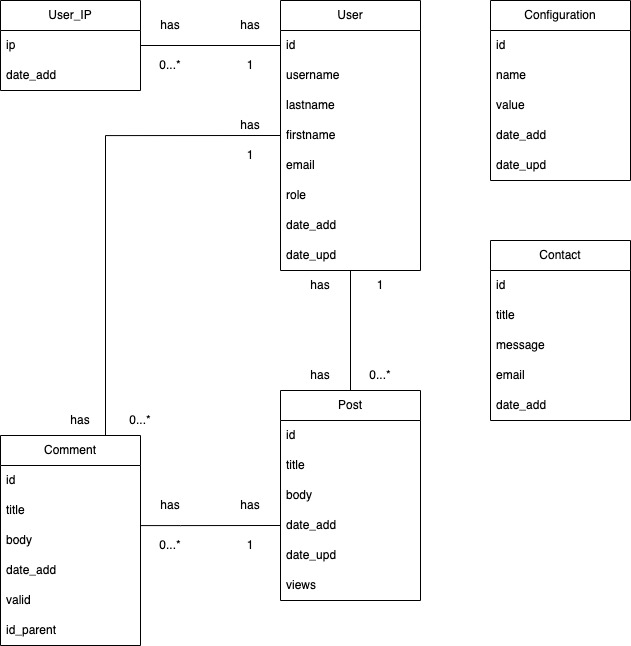 User_IP
ip
date_add
has
has
0...*
1
User
id
username
lastname
firstname
email
role
date_add
date_upd
Configuration
id
name
value
date_add
date_upd
has
1
Contact
id
title
message
email
date_add
has
1
has
0...*
has
0...*
Comment
id
title
body
date_add
valid
id_parent
has
has
0...*
1
Post
id
title
body
date_add
date_upd
views